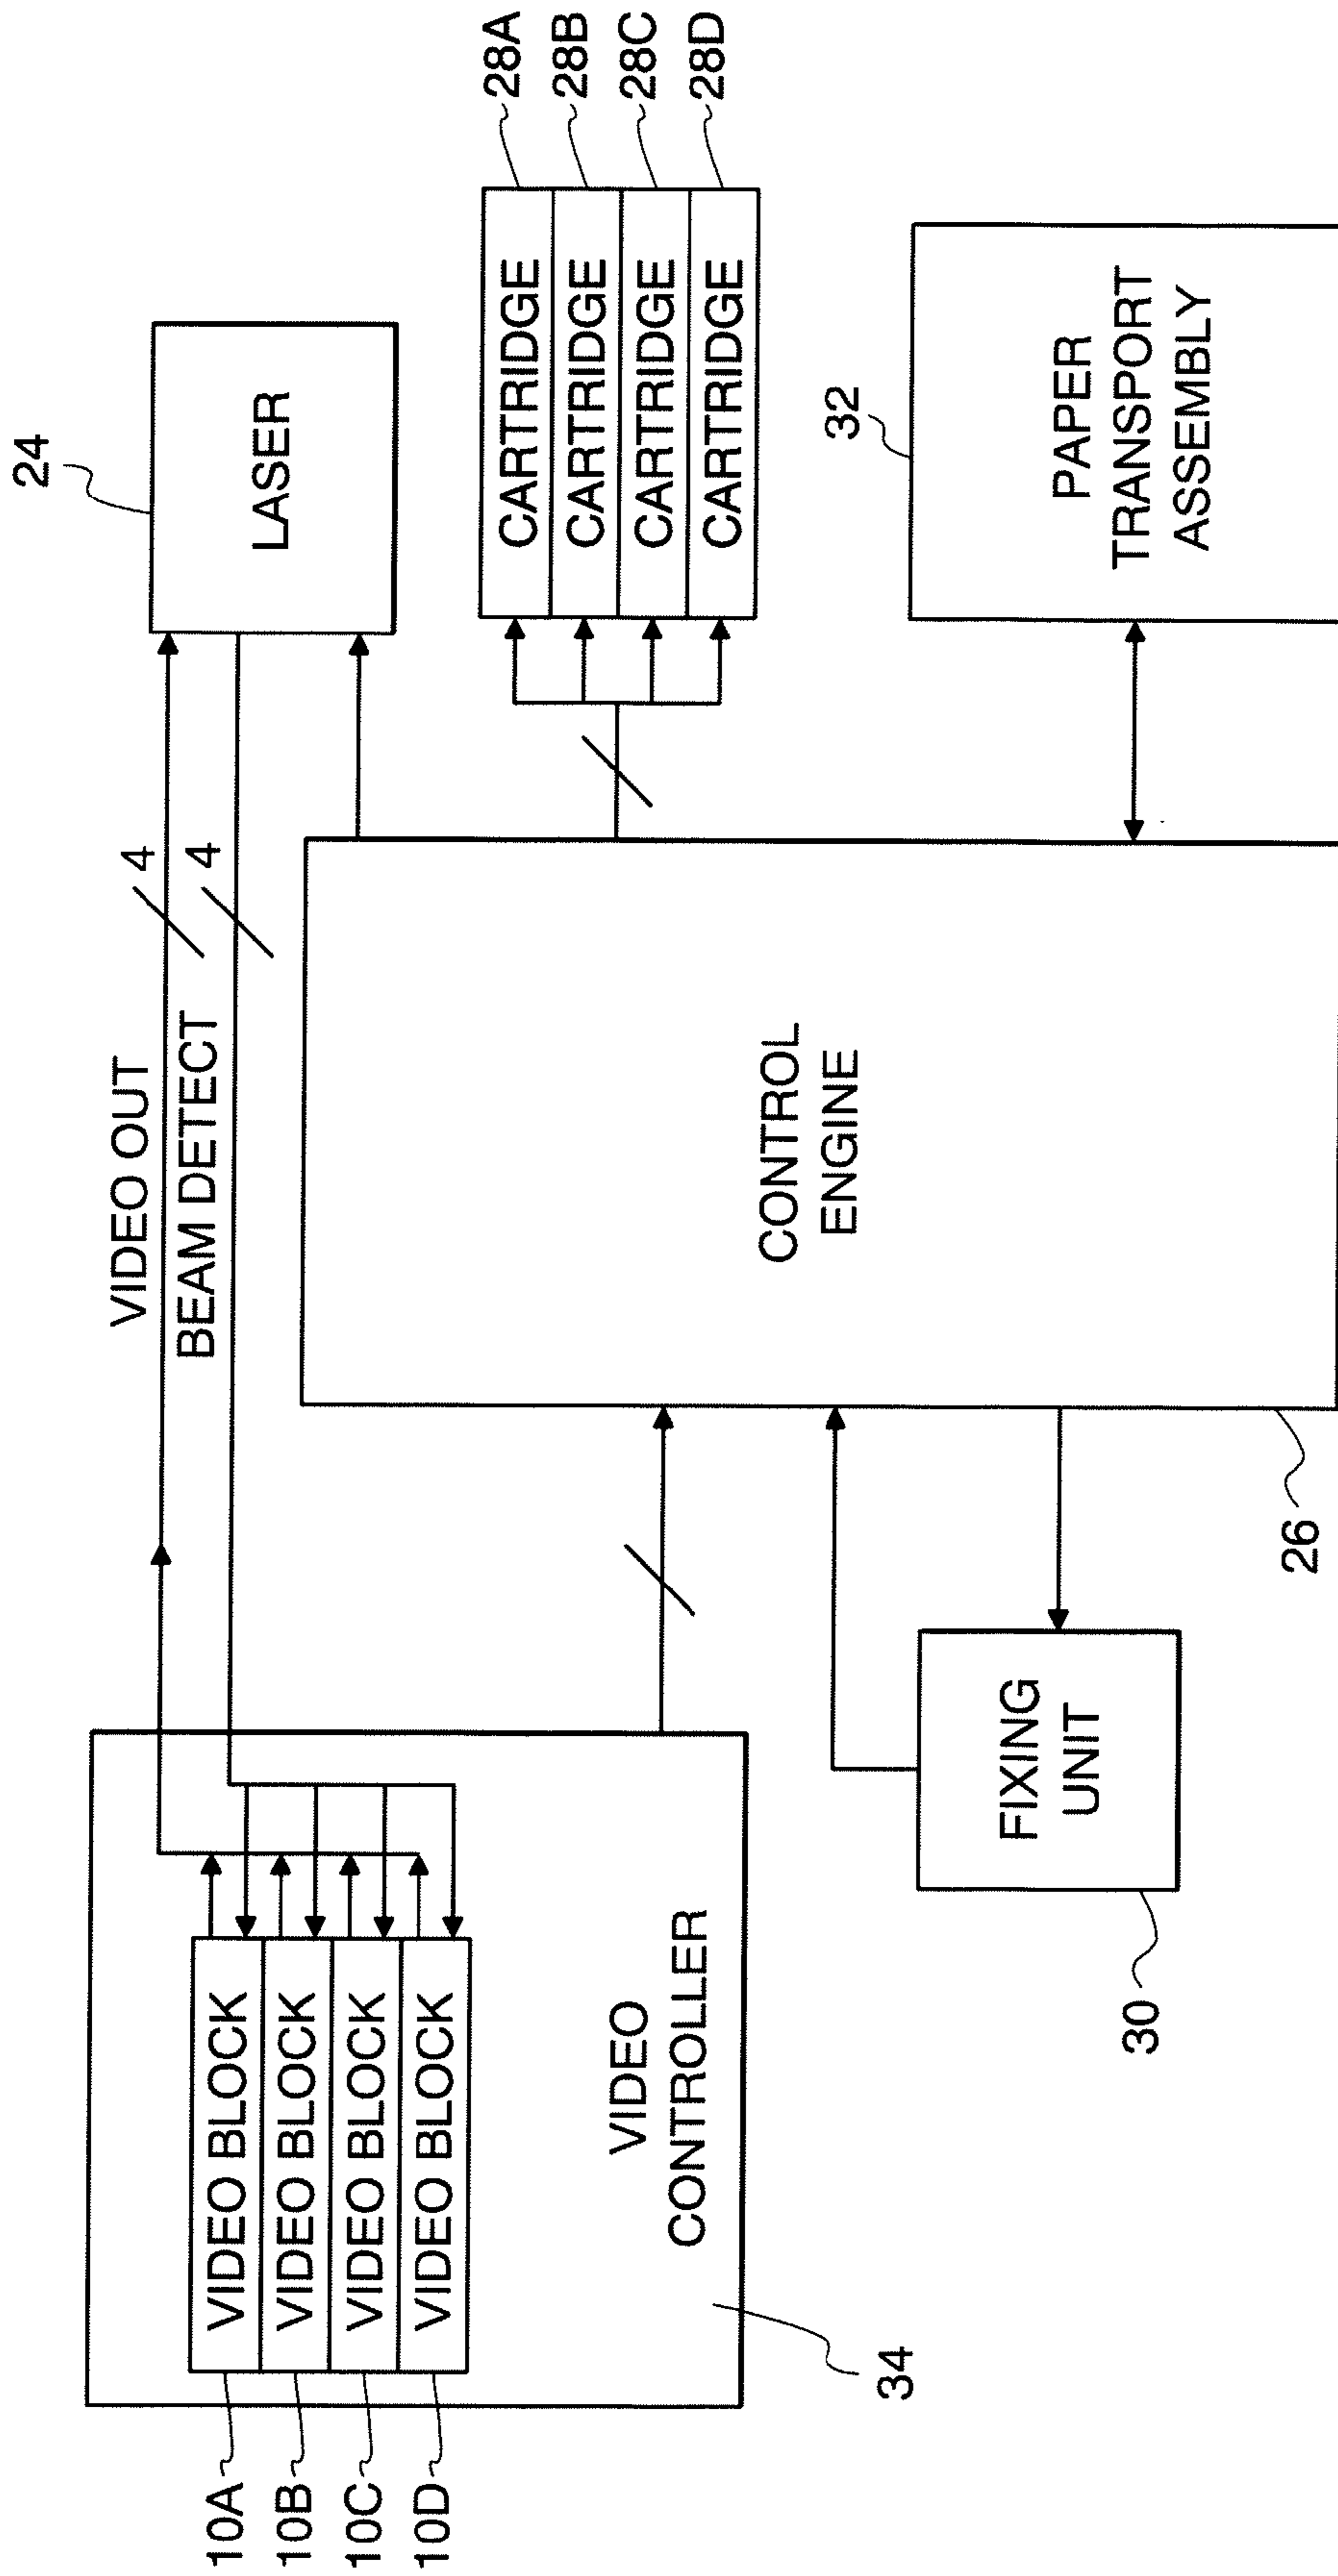 24
LASER
VIDEO OUT
4
BEAM DETECT
4
10A
10B
10C
10D
VIDEO BLOCK
VIDEO BLOCK
VIDEO BLOCK
VIDEO BLOCK
VIDEO
CONTROLLER
34
CARTRIDGE
CARTRIDGE
CARTRIDGE
CARTRIDGE
28A
28B
28C
28D
CONTROL
ENGINE
26
FIXING
UNIT
30
32
PAPER
TRANSPORT
ASSEMBLY